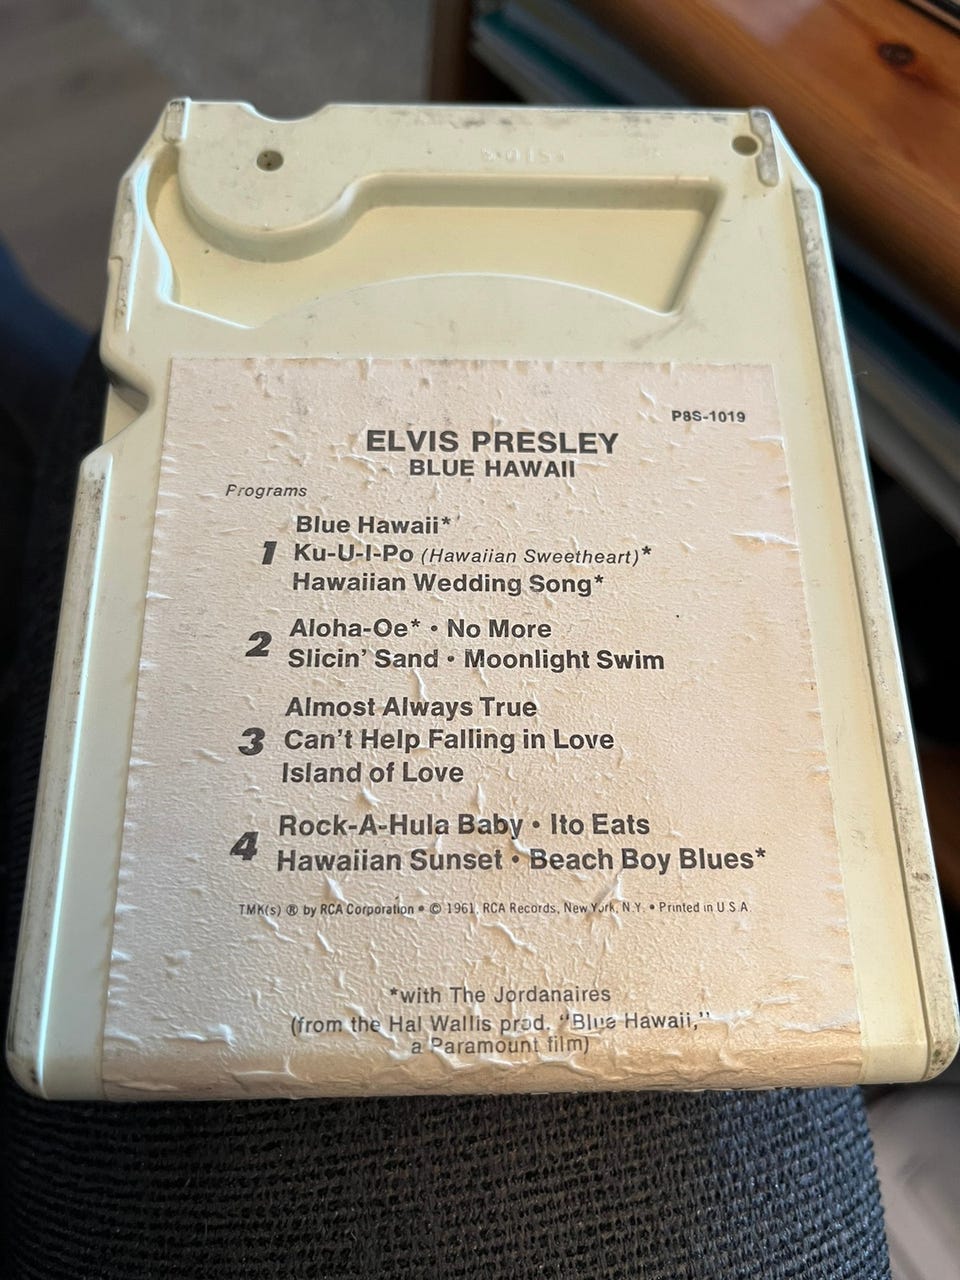 P8S-1019
ELVIS PRESLEY
BLUE HAWAII
Programs
1
Blue Hawaii*
Ku-U-I-Po (Hawaiian Sweetheart)*
Hawaiian Wedding Song*
2
Aloha-Oe* • No More
Slicin' Sand • Moonlight Swim
3
Almost Always True
Can't Help Falling in Love
Island of Love
4
Rock-A-Hula Baby • Ito Eats
Hawaiian Sunset • Beach Boy Blues*
TMK(s) ® by RCA Corporation • © 1961, RCA Records, New York, N.Y. • Printed in U.S.A.
*with The Jordanaires
(from the Hal Wallis prod. "Blue Hawaii,"
a Paramount film)